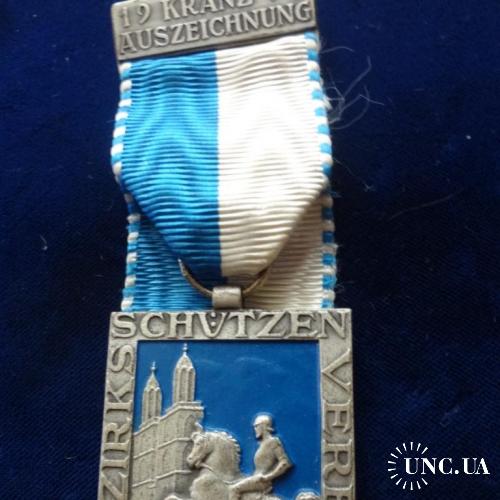 19 KRANZ
AUSZEICHNUNG
ZIRKS
SCHÜTZEN
VERE
UNC.UA